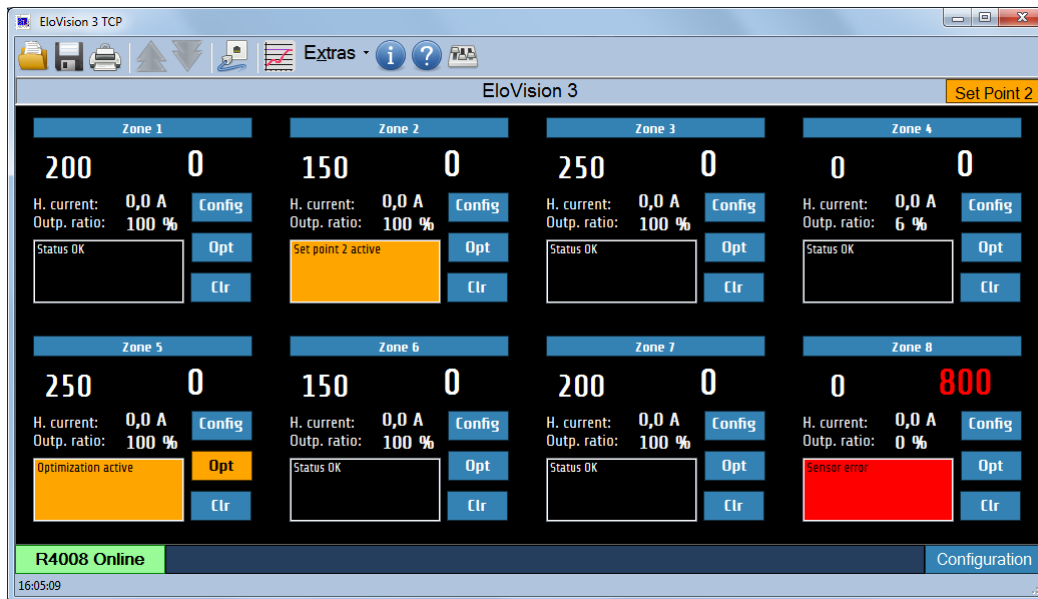 EloVision 3 TCP
Extras
EloVision 3
Set Point 2
Zone 1 Zone 2 Zone 3 Zone 4
200 0 150 0 250 0 0 0
H. current: 0,0 A Config H. current: 0,0 A Config H. current: 0,0 A Config H. current: 0,0 A Config
Outp. ratio: 100 % Outp. ratio: 100 % Outp. ratio: 100 % Outp. ratio: 6 %
Status OK Opt Set point 2 active Opt Status OK Opt Status OK Opt
Clr Clr Clr Clr
Zone 5 Zone 6 Zone 7 Zone 8
250 0 150 0 200 0 0 800
H. current: 0,0 A Config H. current: 0,0 A Config H. current: 0,0 A Config H. current: 0,0 A Config
Outp. ratio: 100 % Outp. ratio: 100 % Outp. ratio: 100 % Outp. ratio: 0 %
Optimization active Opt Status OK Opt Status OK Opt Sensor error Opt
Clr Clr Clr Clr
R4008 Online Configuration
16:05:09